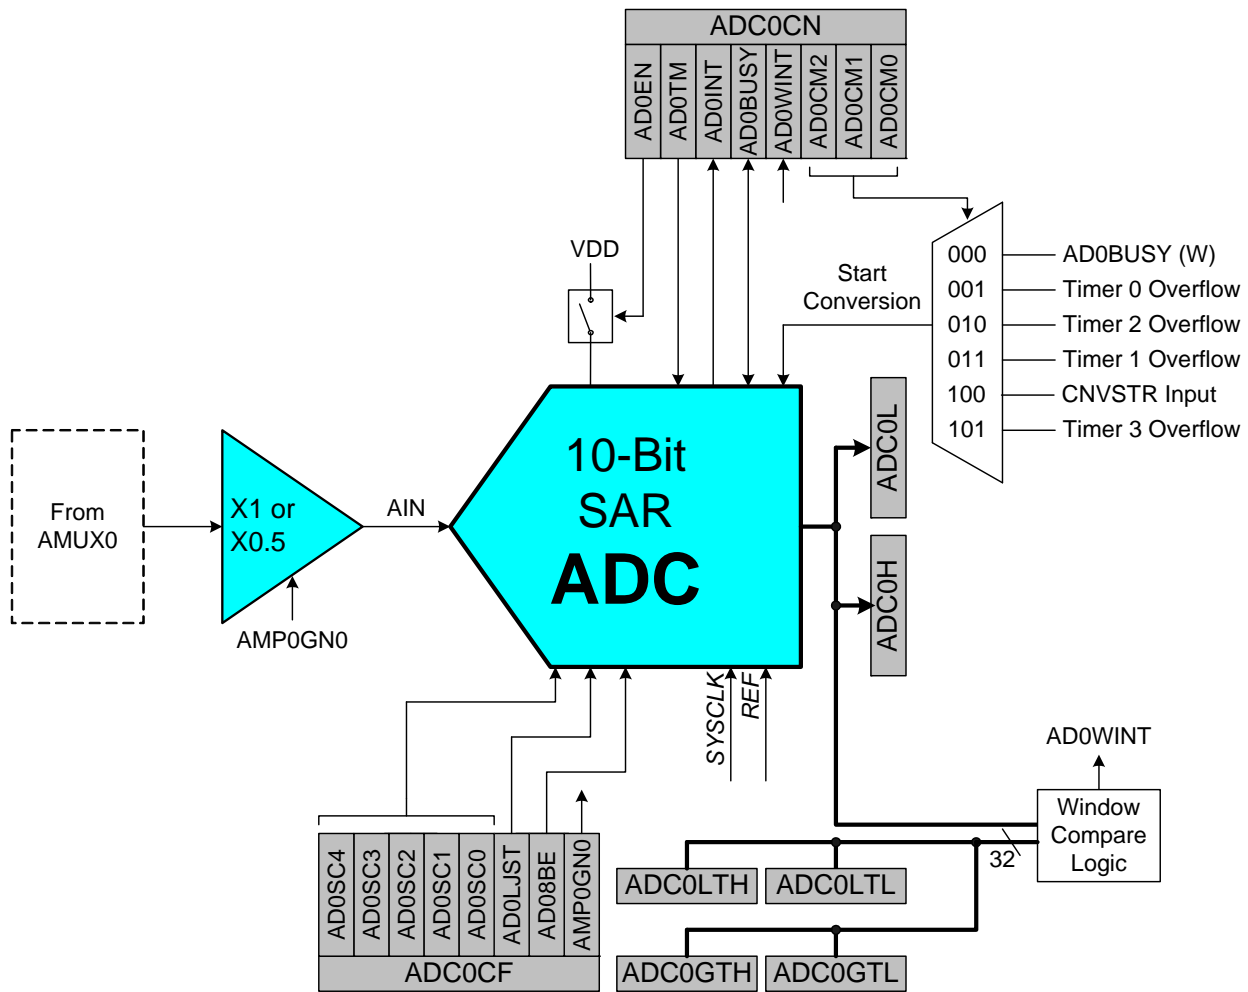 ADC0CN
AD0EN
AD0TM
AD0INT
AD0BUSY
AD0WINT
AD0CM2
AD0CM1
AD0CM0
VDD
Start
Conversion
000
AD0BUSY (W)
001
Timer 0 Overflow
010
Timer 2 Overflow
011
Timer 1 Overflow
100
CNVSTR Input
101
Timer 3 Overflow
From
AMUX0
X1 or
X0.5
AIN
AMP0GN0
10-Bit
SAR
ADC
ADC0L
ADC0H
SYSCLK
REF
AD0WINT
Window
Compare
Logic
32
AD0SC4
AD0SC3
AD0SC2
AD0SC1
AD0SC0
AD0LJST
AD08BE
AMP0GN0
ADC0CF
ADC0LTH
ADC0LTL
ADC0GTH
ADC0GTL